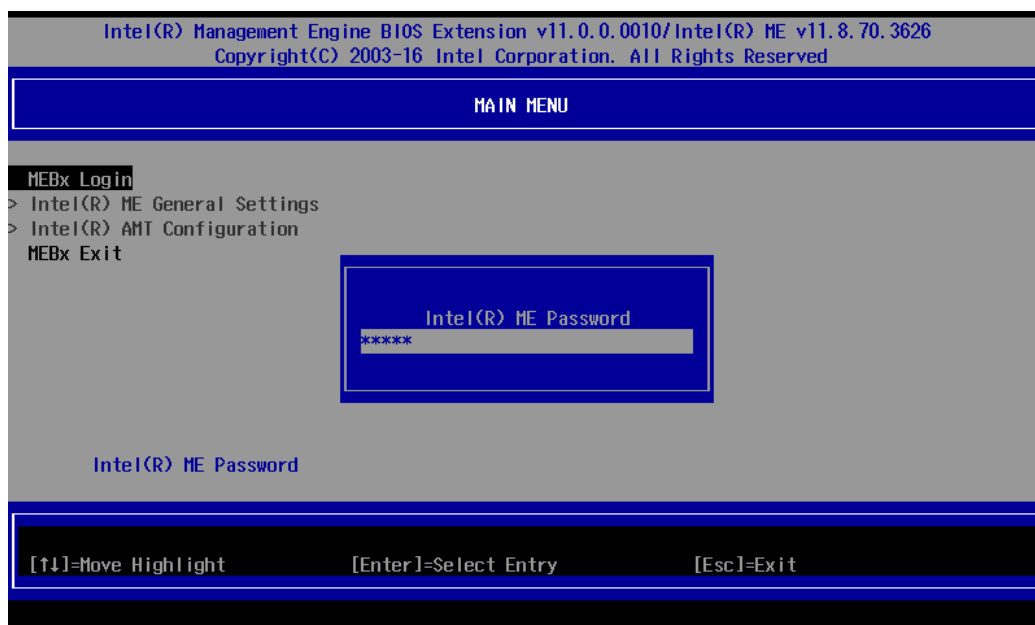 Intel(R) Management Engine BIOS Extension v11.0.0.0010/Intel(R) ME v11.8.70.3626
Copyright(C) 2003-16 Intel Corporation. All Rights Reserved
MAIN MENU
MEBx Login
> Intel(R) ME General Settings
> Intel(R) AMT Configuration
MEBx Exit
Intel(R) ME Password
*****
Intel(R) ME Password
[↑↓]=Move Highlight [Enter]=Select Entry [Esc]=Exit